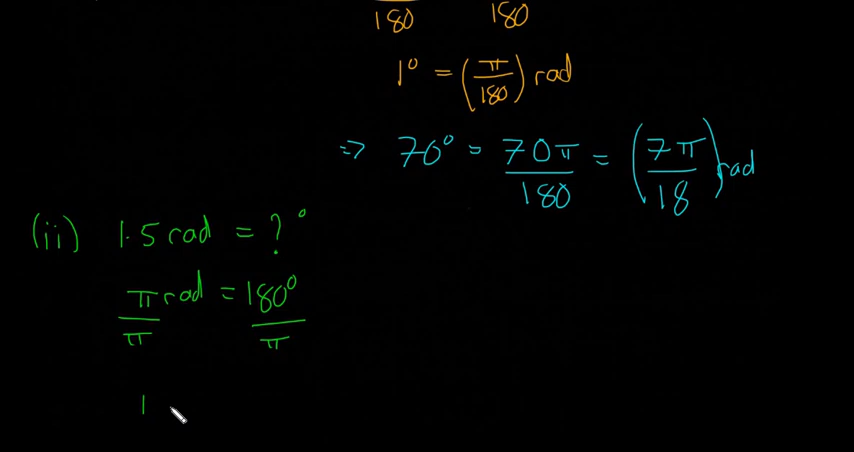 180 180
1° = (π/180) rad
⇒ 70° = 70π/180 = (7π/18) rad
(ii) 1.5 rad = ?°
π rad/π = 180°/π
1